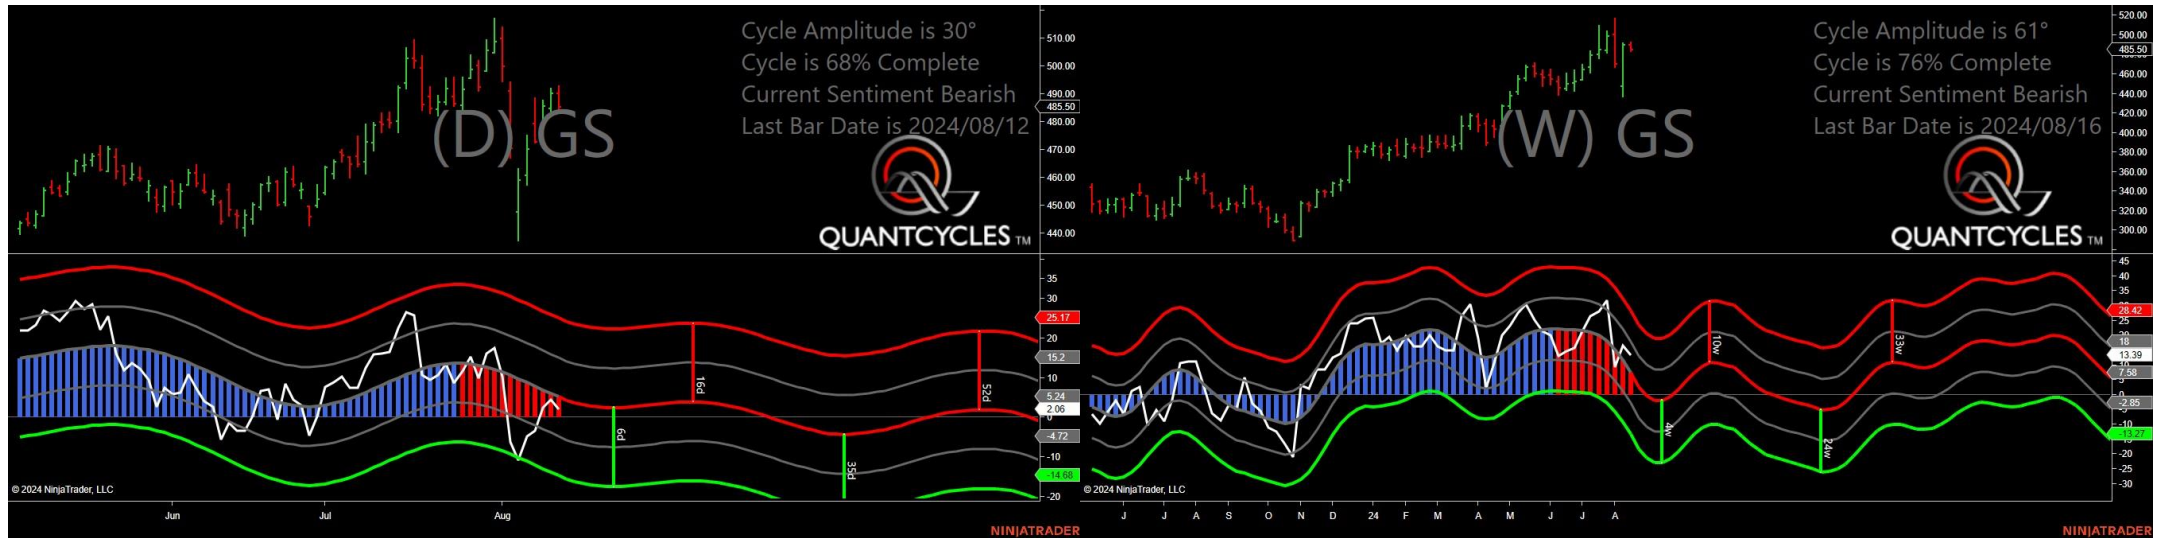 Cycle Amplitude is 30°
Cycle is 68% Complete
Current Sentiment Bearish
Last Bar Date is 2024/08/12
(D) GS
QUANTCYCLES TM
510.00
500.00
490.00
485.50
480.00
470.00
460.00
450.00
440.00
35
30
25.17
20
15.2
10
5.24
2.06
-4.72
-10
-14.68
-20
6d
16d
35d
52d
© 2024 NinjaTrader, LLC
Jun Jul Aug
NINJATRADER
Cycle Amplitude is 61°
Cycle is 76% Complete
Current Sentiment Bearish
Last Bar Date is 2024/08/16
(W) GS
QUANTCYCLES TM
520.00
500.00
485.50
460.00
440.00
420.00
400.00
380.00
360.00
340.00
320.00
300.00
45
40
35
28.42
25
18
13.39
7.58
-2.85
-10
-13.27
-20
-25
-30
4w
10w
24w
33w
© 2024 NinjaTrader, LLC
J J A S O N D 24 F M A M J J A
NINJATRADER